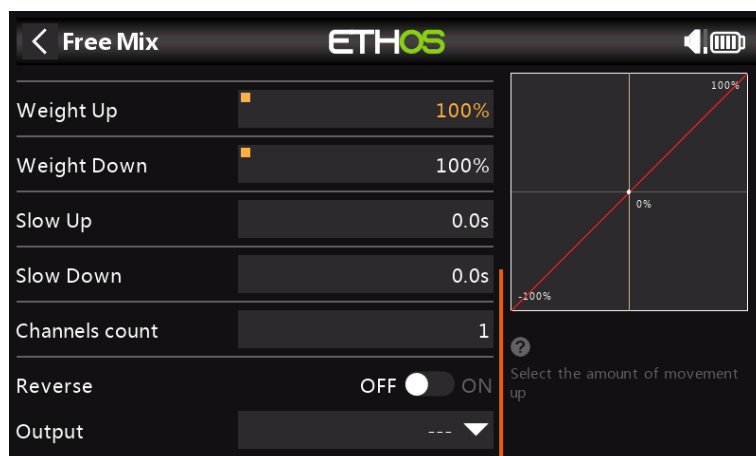 Free Mix
ETHOS
Weight Up 100%
Weight Down 100%
Slow Up 0.0s
Slow Down 0.0s
Channels count 1
Reverse OFF ON
Output ---
100%
0%
-100%
?
Select the amount of movement
up